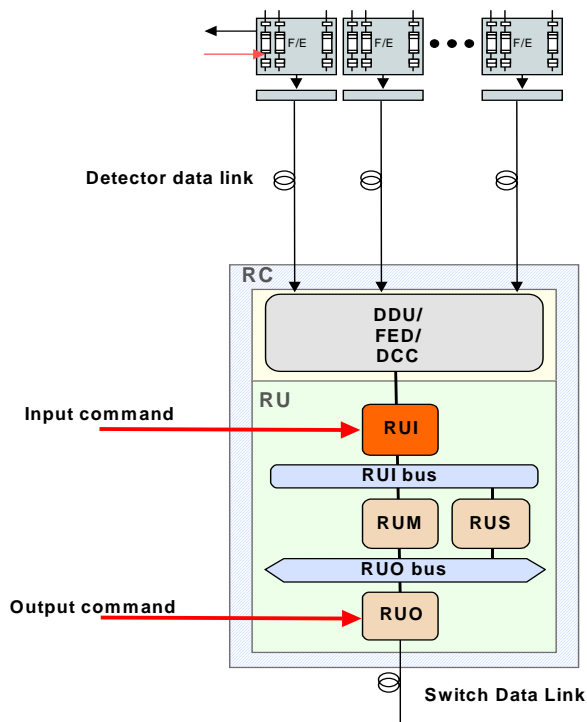 F/E
F/E
F/E
Detector data link
RC
DDU/
FED/
DCC
RU
Input command
RUI
RUI bus
RUM
RUS
RUO bus
Output command
RUO
Switch Data Link